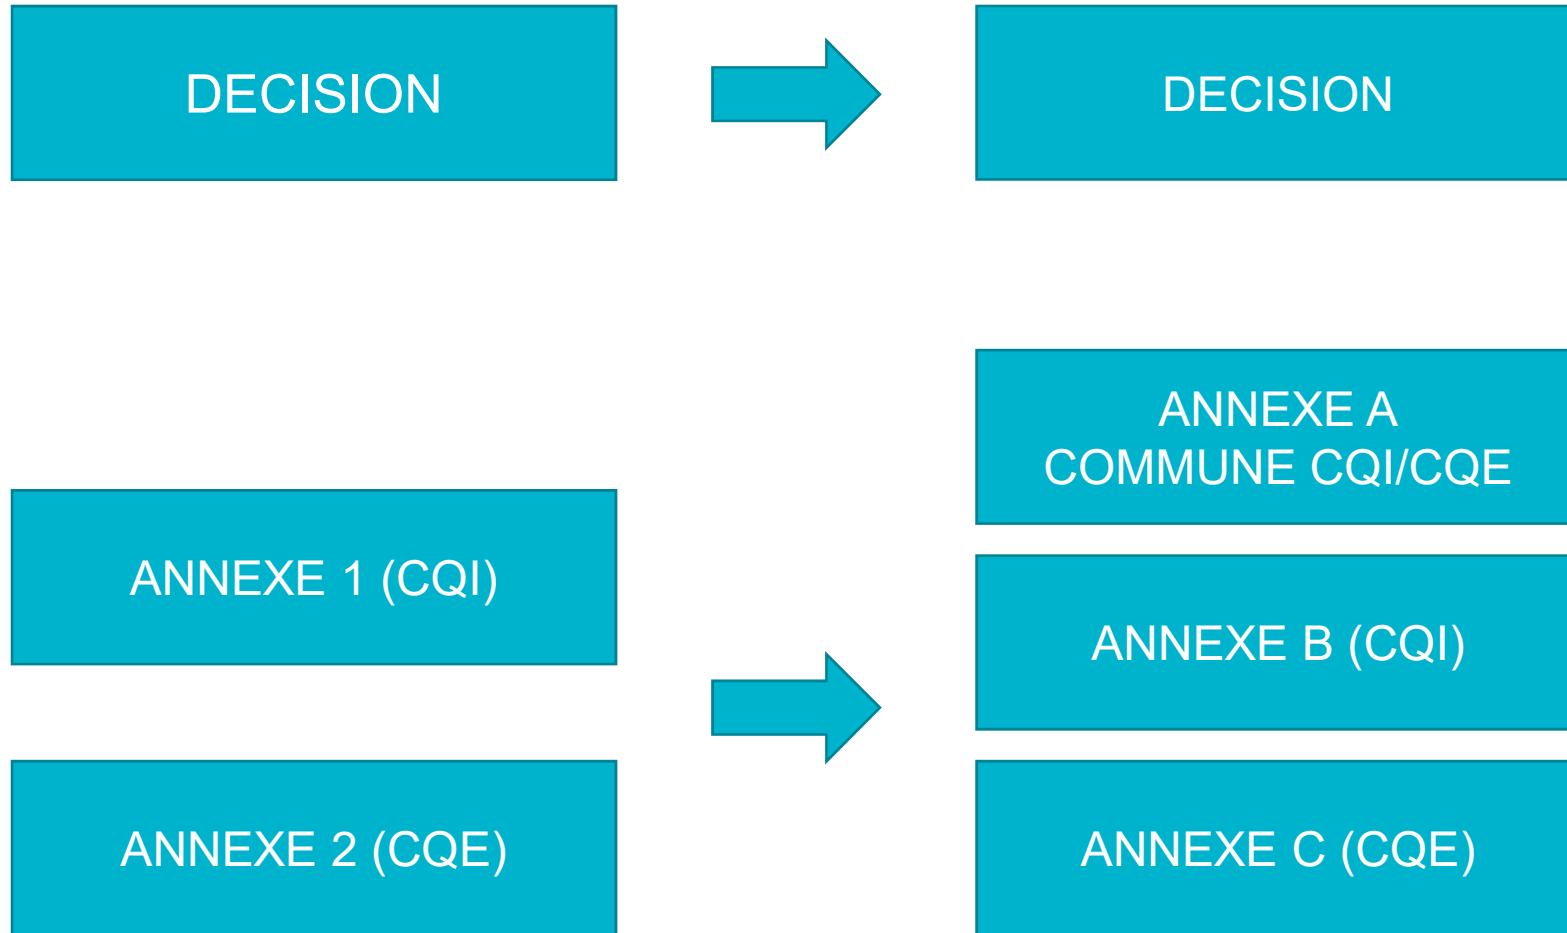 DECISION
DECISION
ANNEXE 1 (CQI)
ANNEXE 2 (CQE)
ANNEXE A
COMMUNE CQI/CQE
ANNEXE B (CQI)
ANNEXE C (CQE)